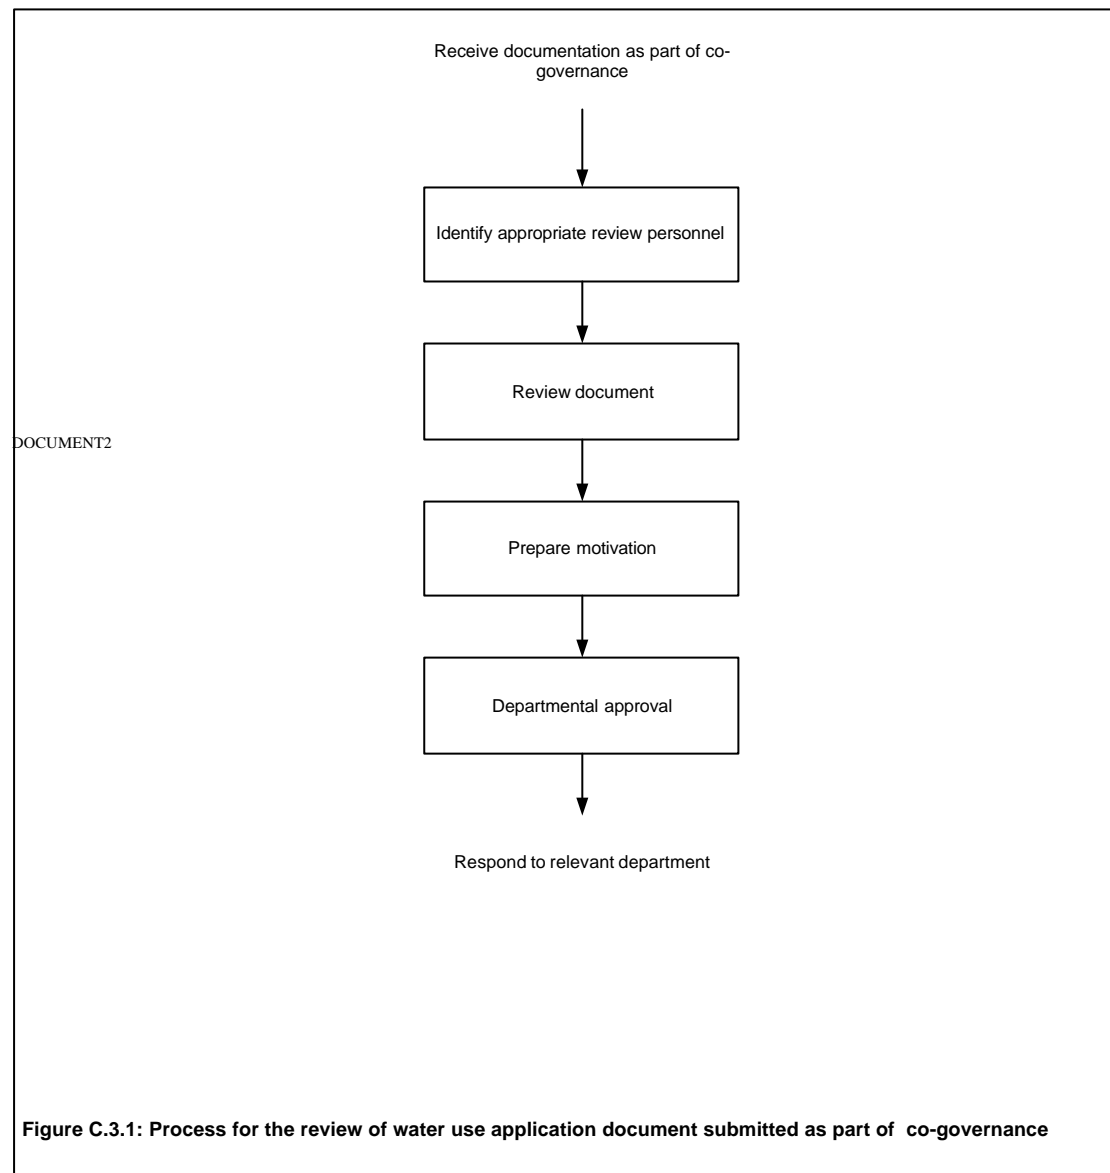 Receive documentation as part of co-
governance
Identify appropriate review personnel
Review document
DOCUMENT2
Prepare motivation
Departmental approval
Respond to relevant department
Figure C.3.1: Process for the review of water use application document submitted as part of  co-governance